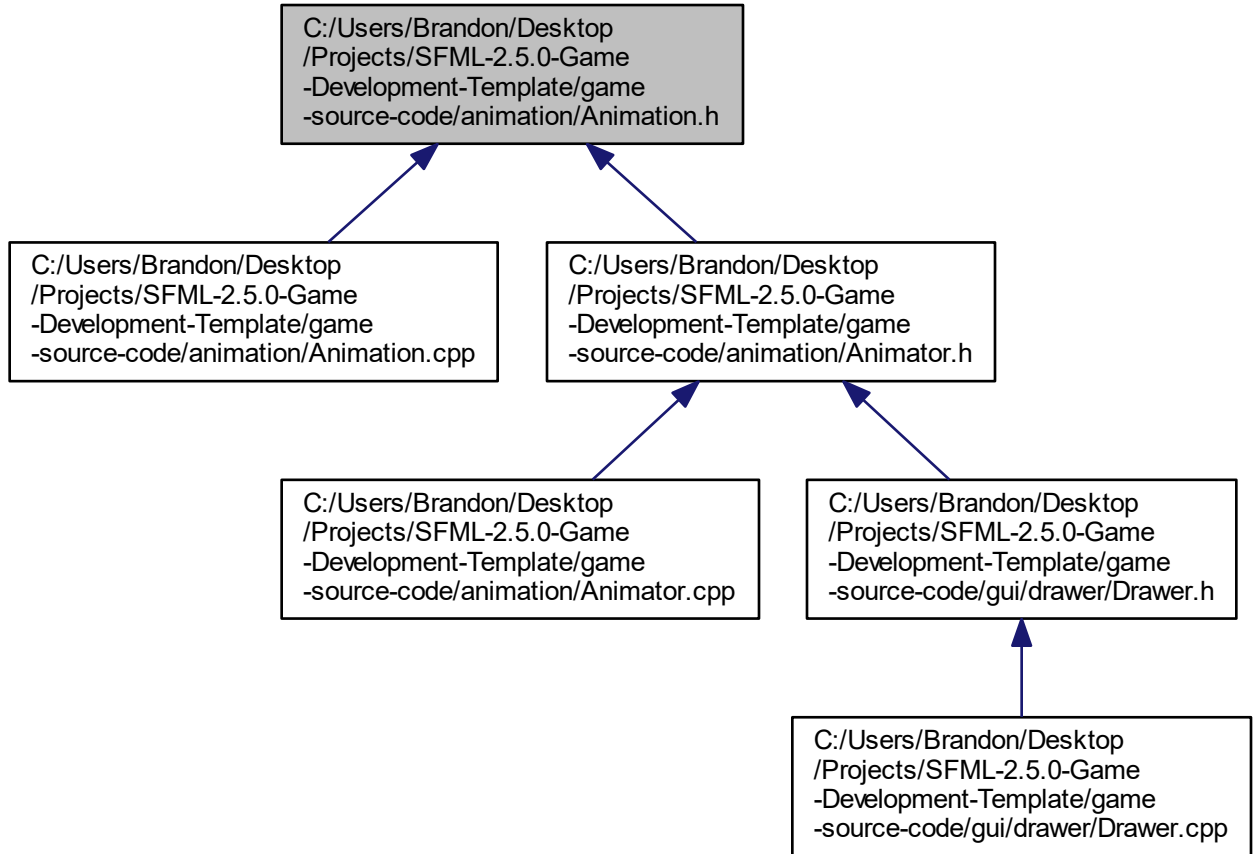 C:/Users/Brandon/Desktop
/Projects/SFML-2.5.0-Game
-Development-Template/game
-source-code/animation/Animation.h
C:/Users/Brandon/Desktop
/Projects/SFML-2.5.0-Game
-Development-Template/game
-source-code/animation/Animation.cpp
C:/Users/Brandon/Desktop
/Projects/SFML-2.5.0-Game
-Development-Template/game
-source-code/animation/Animator.h
C:/Users/Brandon/Desktop
/Projects/SFML-2.5.0-Game
-Development-Template/game
-source-code/animation/Animator.cpp
C:/Users/Brandon/Desktop
/Projects/SFML-2.5.0-Game
-Development-Template/game
-source-code/gui/drawer/Drawer.h
C:/Users/Brandon/Desktop
/Projects/SFML-2.5.0-Game
-Development-Template/game
-source-code/gui/drawer/Drawer.cpp